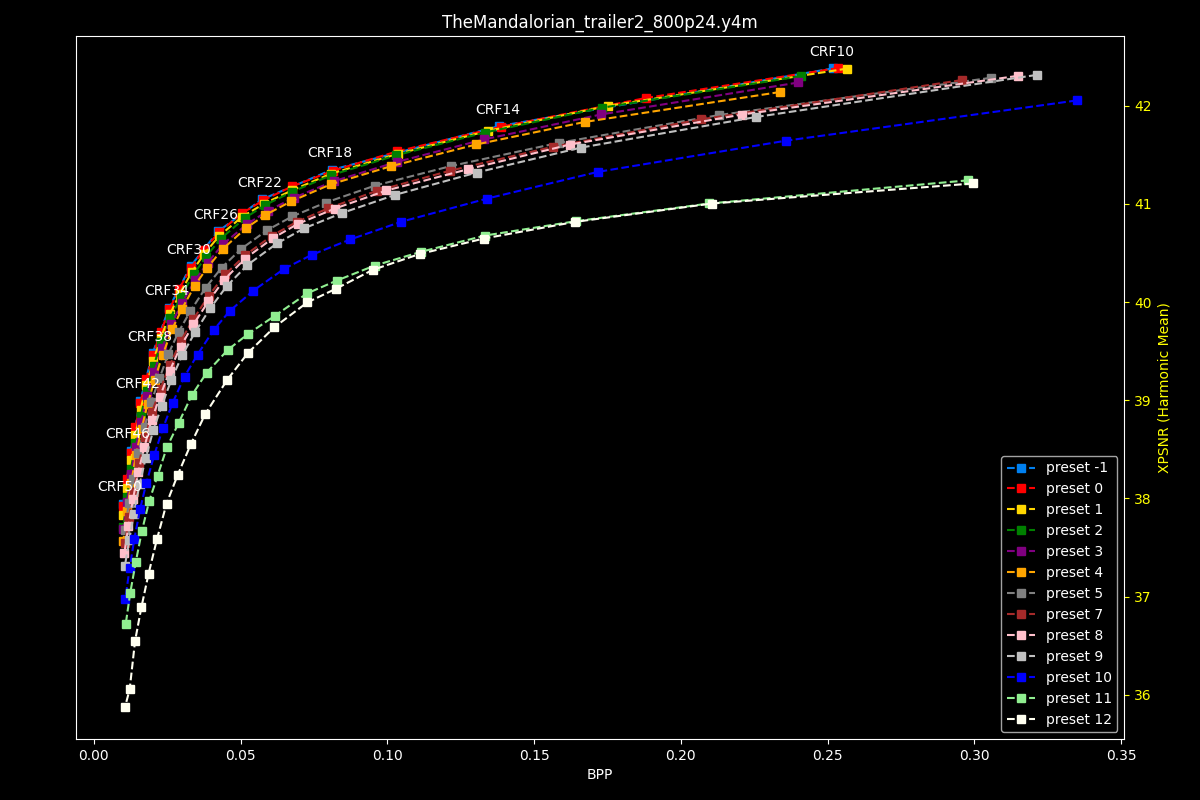 TheMandalorian_trailer2_800p24.y4m
CRF10
CRF14
CRF18
CRF22
CRF26
CRF30
CRF34
CRF38
CRF42
CRF46
CRF50
42
41
40
39
38
37
36
XPSNR (Harmonic Mean)
preset -1
preset 0
preset 1
preset 2
preset 3
preset 4
preset 5
preset 7
preset 8
preset 9
preset 10
preset 11
preset 12
0.00 0.05 0.10 0.15 0.20 0.25 0.30 0.35
BPP